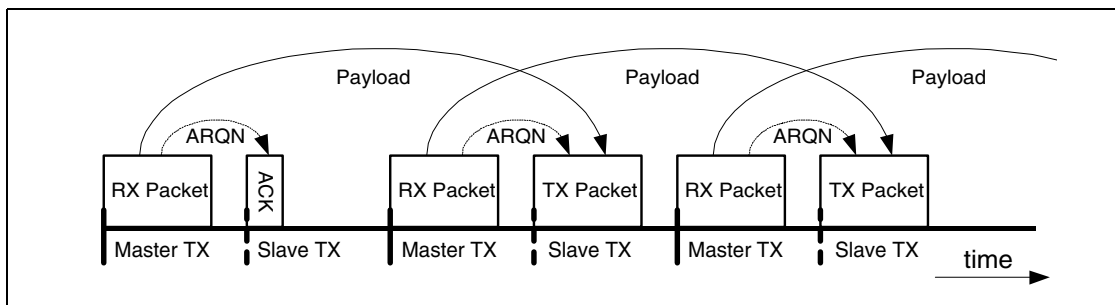 Payload Payload Payload
ARQN ARQN ARQN
RX Packet ACK RX Packet TX Packet RX Packet TX Packet
Master TX Slave TX Master TX Slave TX Master TX Slave TX
time